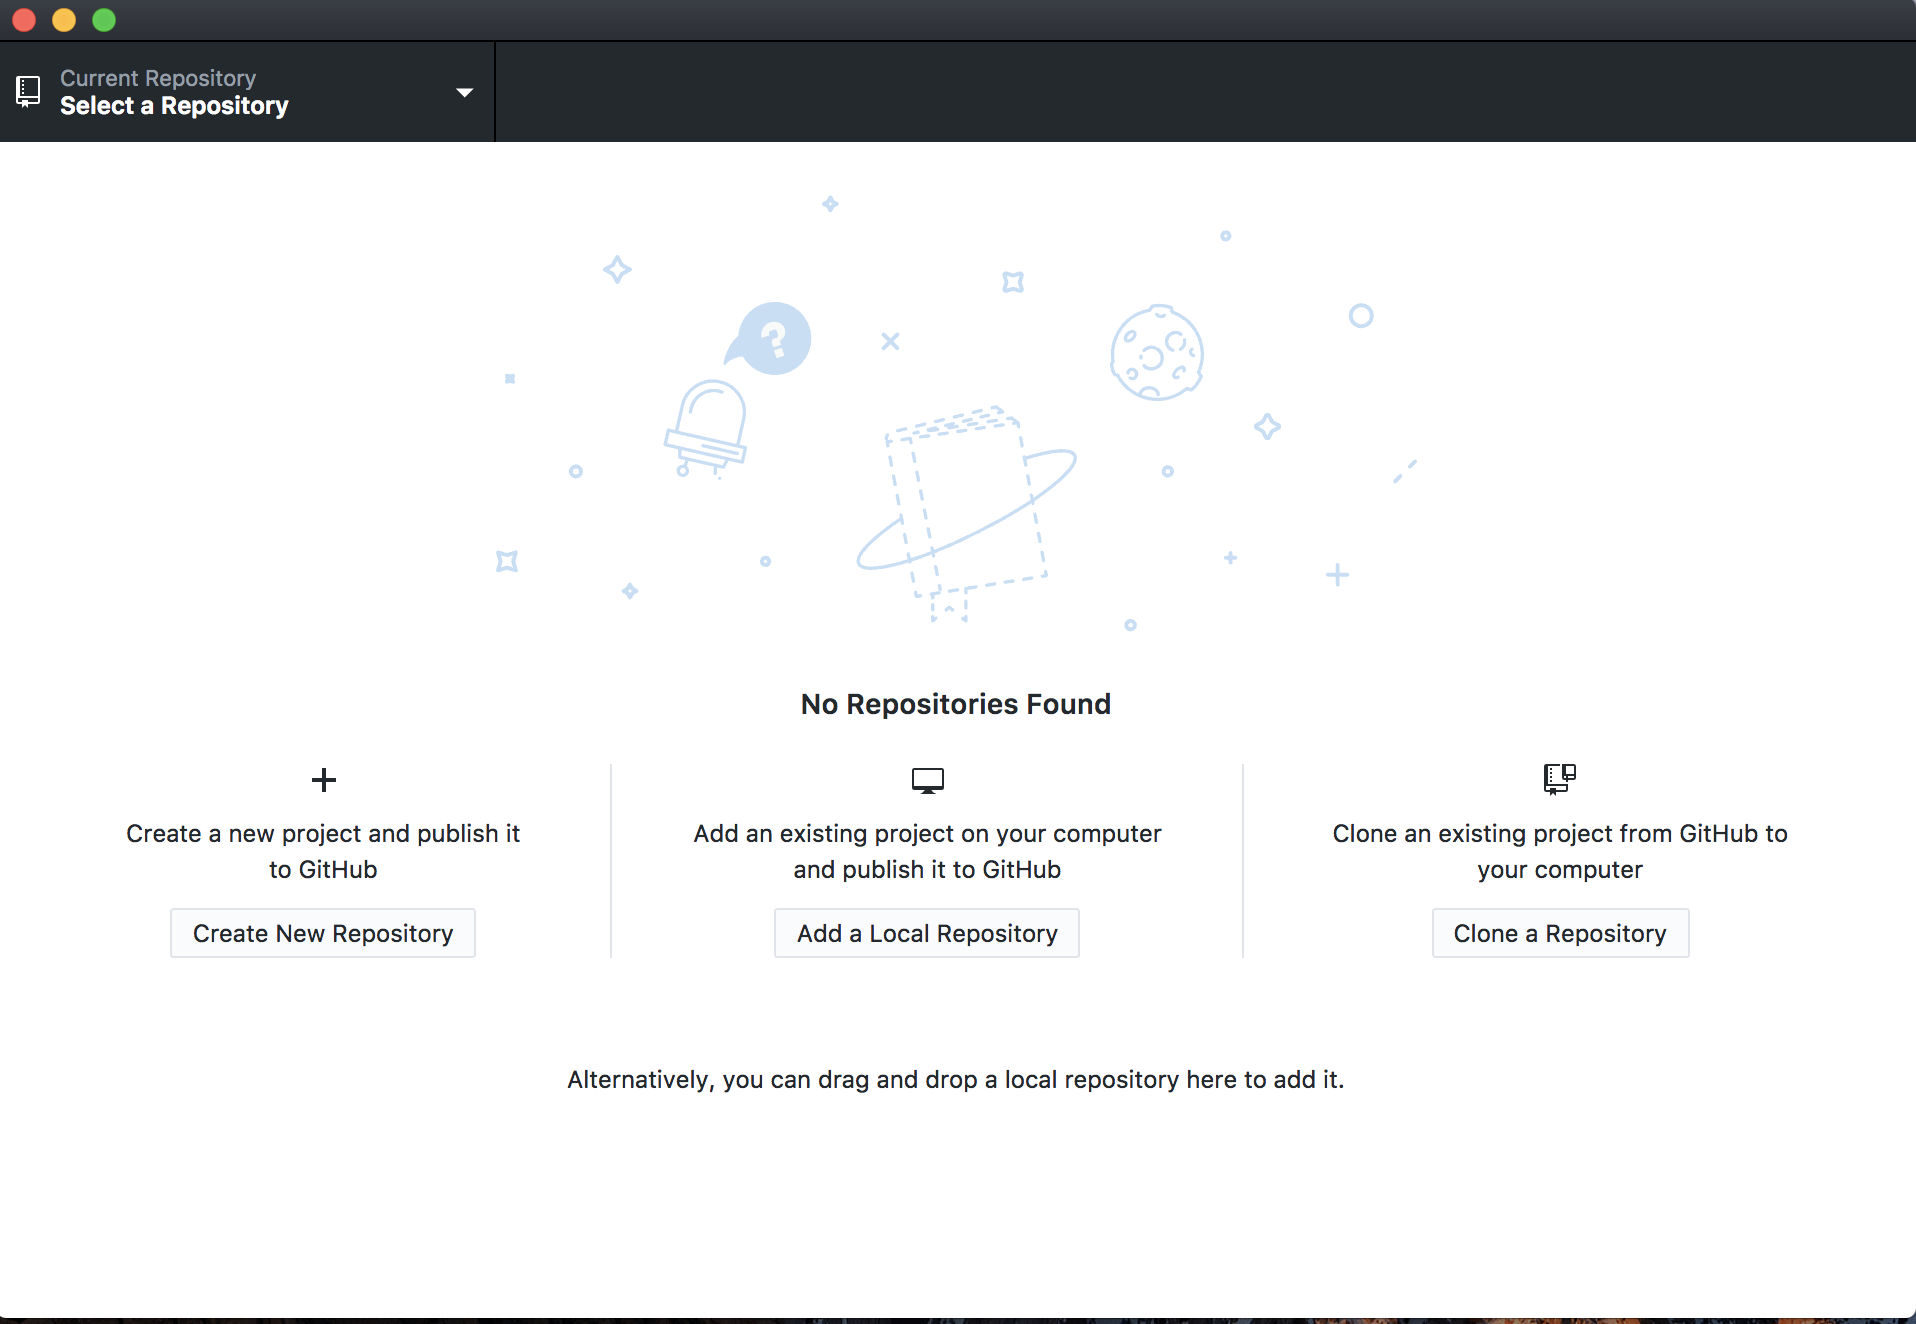 Current Repository
Select a Repository
?
No Repositories Found
Create a new project and publish it
to GitHub
Create New Repository
Add an existing project on your computer
and publish it to GitHub
Add a Local Repository
Clone an existing project from GitHub to
your computer
Clone a Repository
Alternatively, you can drag and drop a local repository here to add it.